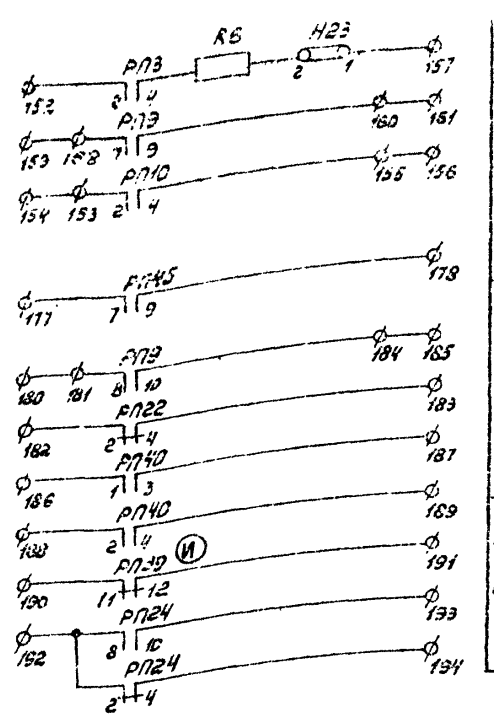 R6 Н23
РП3 2 1 157
152 4
РП9 160 161
153 7 9
РП10 155 156
154 153 2 4
РП45 178
177 7 9
РП9 184 185
180 181 8 10
РП22 183
182 2 4
РП40 187
186 1 3
РП40 189
188 2 4 И
191
190 11 12
РП24 193
192 8 10
РП24 194
2 4